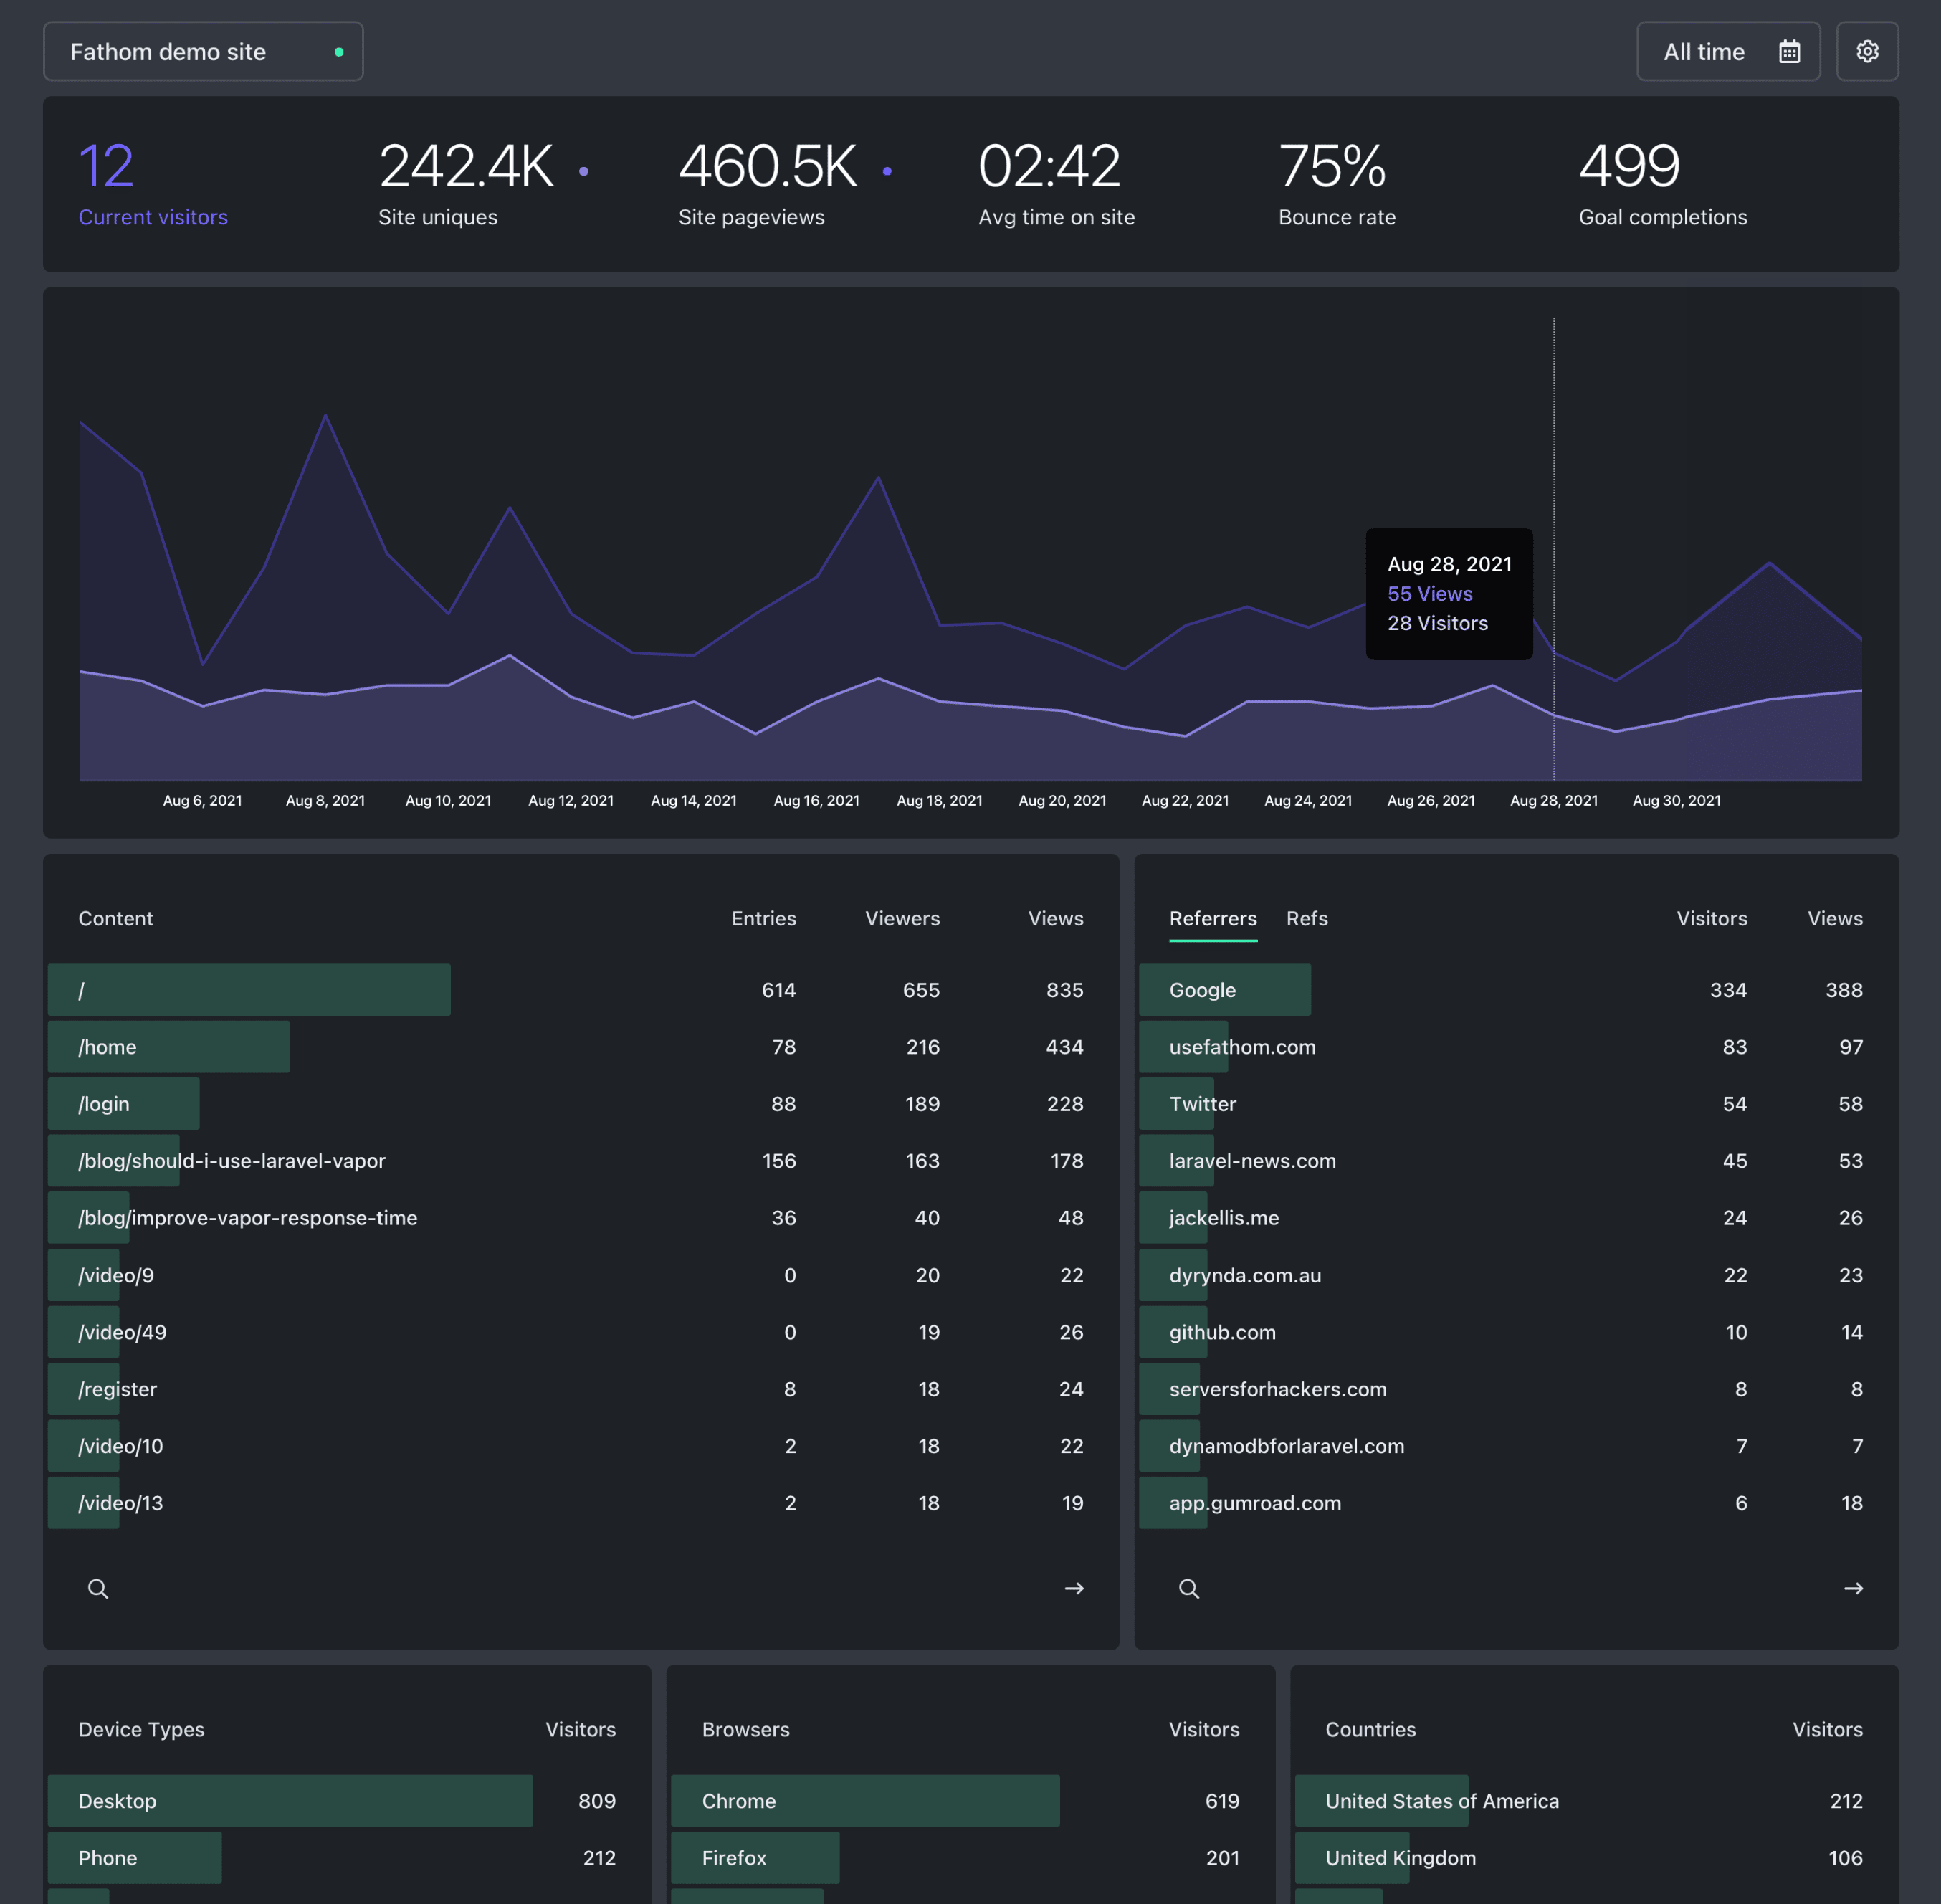 Fathom demo site
All time
12 242.4K 460.5K 02:42 75% 499
Current visitors Site uniques Site pageviews Avg time on site Bounce rate Goal completions
Aug 28, 2021
55 Views
28 Visitors
Aug 6, 2021 Aug 8, 2021 Aug 10, 2021 Aug 12, 2021 Aug 14, 2021 Aug 16, 2021 Aug 18, 2021 Aug 20, 2021 Aug 22, 2021 Aug 24, 2021 Aug 26, 2021 Aug 28, 2021 Aug 30, 2021
Content Entries Viewers Views
/ 614 655 835
/home 78 216 434
/login 88 189 228
/blog/should-i-use-laravel-vapor 156 163 178
/blog/improve-vapor-response-time 36 40 48
/video/9 0 20 22
/video/49 0 19 26
/register 8 18 24
/video/10 2 18 22
/video/13 2 18 19
Referrers Refs Visitors Views
Google 334 388
usefathom.com 83 97
Twitter 54 58
laravel-news.com 45 53
jackellis.me 24 26
dyrynda.com.au 22 23
github.com 10 14
serversforhackers.com 8 8
dynamodbforlaravel.com 7 7
app.gumroad.com 6 18
Device Types Visitors
Desktop 809
Phone 212
Browsers Visitors
Chrome 619
Firefox 201
Countries Visitors
United States of America 212
United Kingdom 106